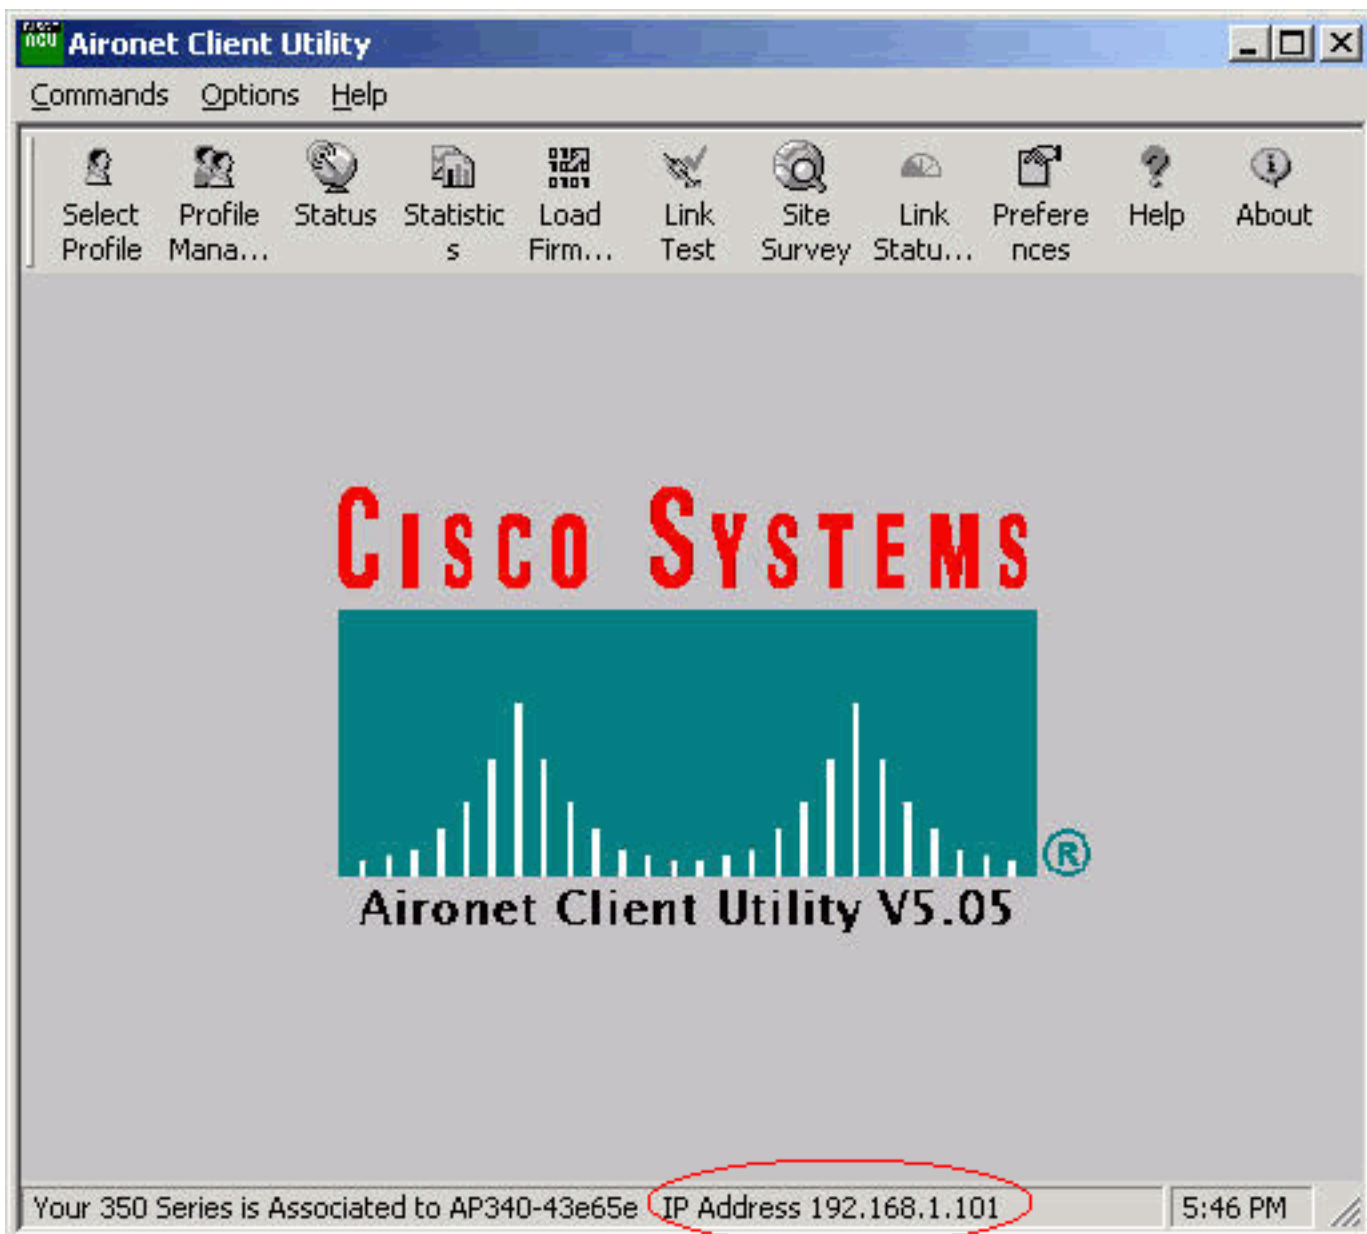 CISCO
ACU
Aironet Client Utility
Commands Options Help
Select Profile
Profile Mana...
Status
Statistic
s
Load Firm...
Link Test
Site Survey
Link Statu...
Prefere
nces
Help
About
CISCO SYSTEMS
®
Aironet Client Utility V5.05
Your 350 Series is Associated to AP340-43e65e IP Address 192.168.1.101 5:46 PM